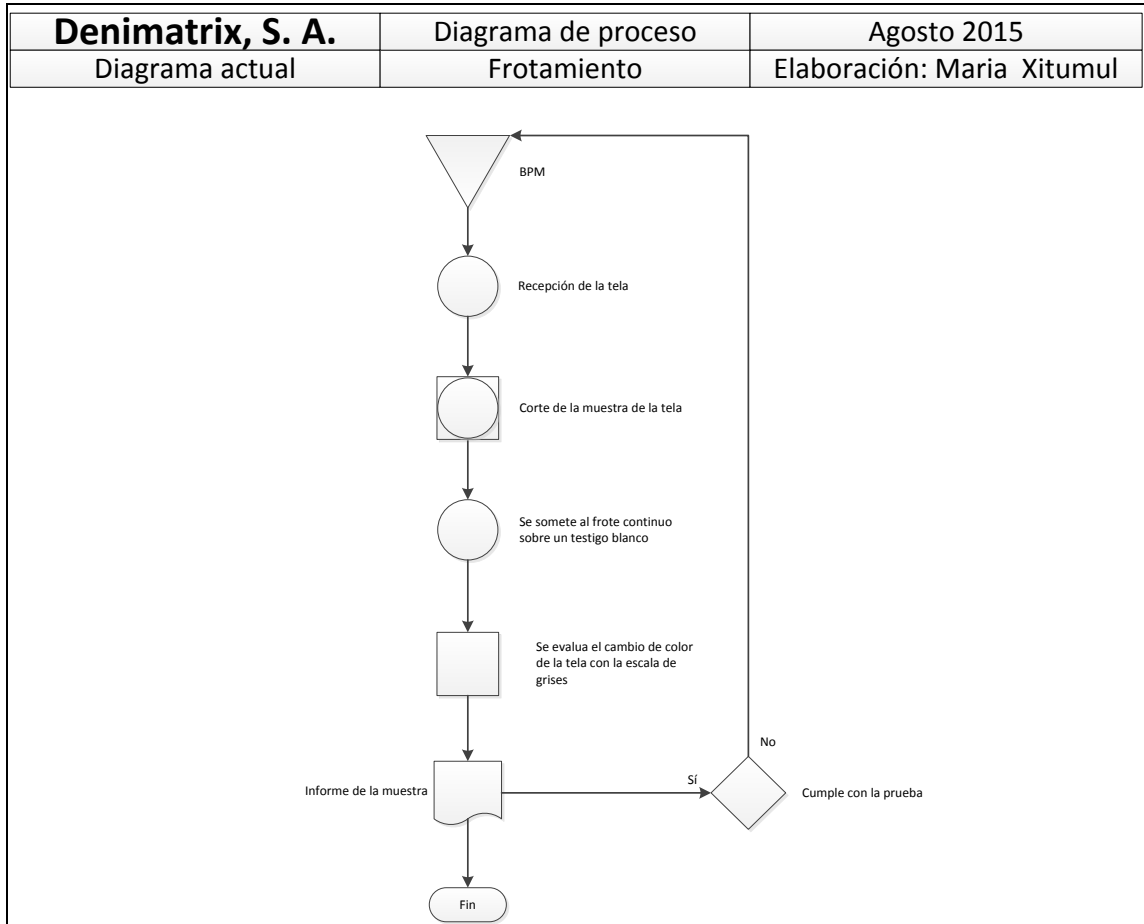 Denimatrix, S. A.
Diagrama de proceso
Agosto 2015
Diagrama actual
Frotamiento
Elaboración: Maria Xitumul
BPM
Recepción de la tela
Corte de la muestra de la tela
Se somete al frote continuo
sobre un testigo blanco
Se evalua el cambio de color
de la tela con la escala de
grises
No
Sí
Informe de la muestra
Cumple con la prueba
Fin